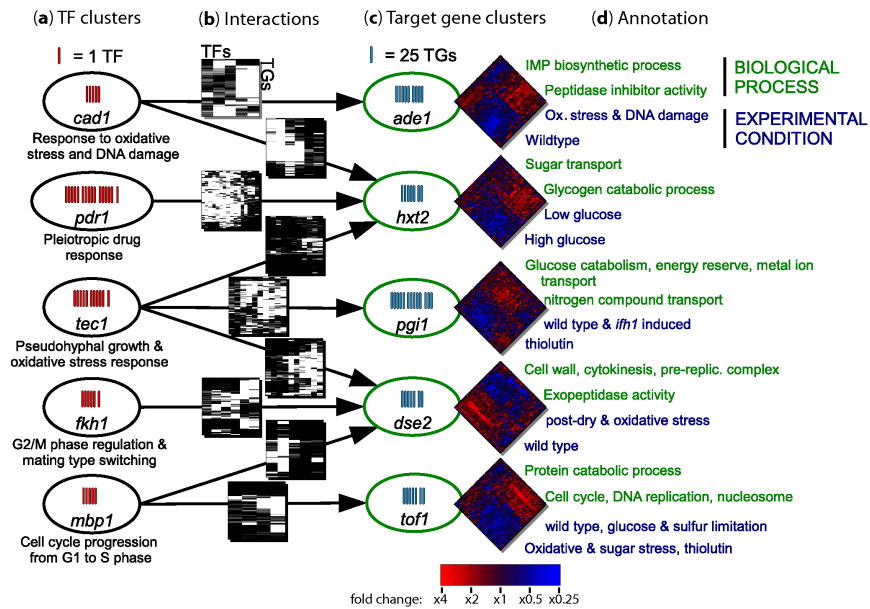 (a) TF clusters
(b) Interactions
(c) Target gene clusters
(d) Annotation
= 1 TF
TFs
TGs
= 25 TGs
cad1
Response to oxidative
stress and DNA damage
pdr1
Pleiotropic drug
response
tec1
Pseudohyphal growth &
oxidative stress response
fkh1
G2/M phase regulation &
mating type switching
mbp1
Cell cycle progression
from G1 to S phase
ade1
hxt2
pgi1
dse2
tof1
IMP biosynthetic process
Peptidase inhibitor activity
Ox. stress & DNA damage
Wildtype
BIOLOGICAL
PROCESS
EXPERIMENTAL
CONDITION
Sugar transport
Glycogen catabolic process
Low glucose
High glucose
Glucose catabolism, energy reserve, metal ion
transport
nitrogen compound transport
wild type & ifh1 induced
thiolutin
Cell wall, cytokinesis, pre-replic. complex
Exopeptidase activity
post-dry & oxidative stress
wild type
Protein catabolic process
Cell cycle, DNA replication, nucleosome
wild type, glucose & sulfur limitation
Oxidative & sugar stress, thiolutin
fold change: x4 x2 x1 x0.5 x0.25